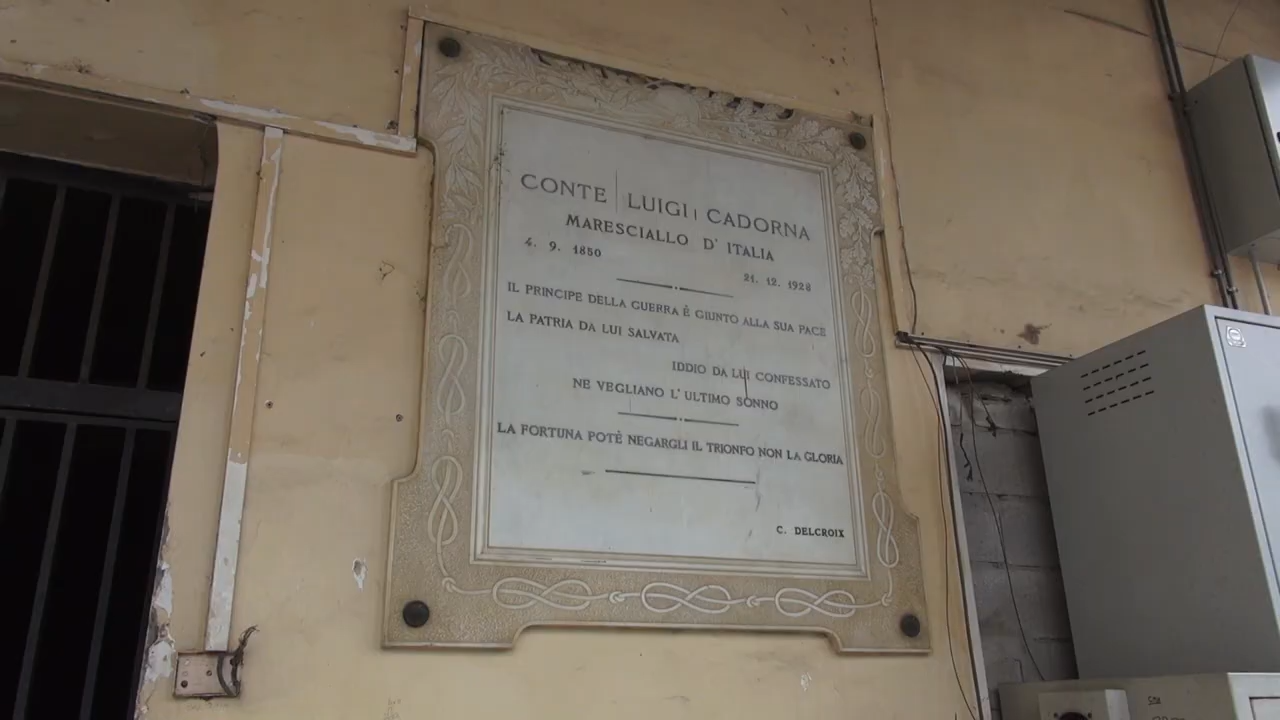 CONTE LUIGI CADORNA
MARESCIALLO D' ITALIA
4. 9. 1850
21. 12. 1928
IL PRINCIPE DELLA GUERRA È GIUNTO ALLA SUA PACE
LA PATRIA DA LUI SALVATA
IDDIO DA LUI CONFESSATO
NE VEGLIANO L' ULTIMO SONNO
LA FORTUNA POTÈ NEGARGLI IL TRIONFO NON LA GLORIA
C. DELCROIX